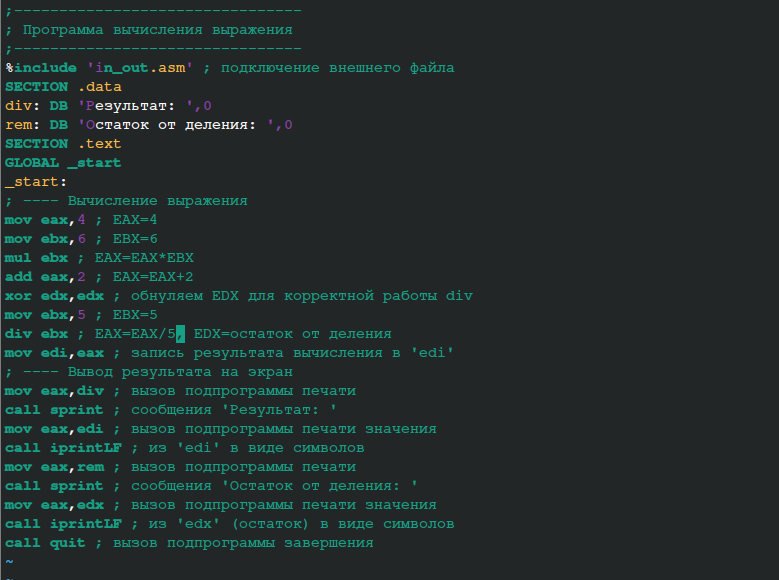 ;--------------------------------
; Программа вычисления выражения
;--------------------------------
%include 'in_out.asm' ; подключение внешнего файла
SECTION .data
div: DB 'Результат: ',0
rem: DB 'Остаток от деления: ',0
SECTION .text
GLOBAL _start
_start:
; ---- Вычисление выражения
mov eax,4 ; EAX=4
mov ebx,6 ; EBX=6
mul ebx ; EAX=EAX*EBX
add eax,2 ; EAX=EAX+2
xor edx,edx ; обнуляем EDX для корректной работы div
mov ebx,5 ; EBX=5
div ebx ; EAX=EAX/5, EDX=остаток от деления
mov edi,eax ; запись результата вычисления в 'edi'
; ---- Вывод результата на экран
mov eax,div ; вызов подпрограммы печати
call sprint ; сообщения 'Результат: '
mov eax,edi ; вызов подпрограммы печати значения
call iprintLF ; из 'edi' в виде символов
mov eax,rem ; вызов подпрограммы печати
call sprint ; сообщения 'Остаток от деления: '
mov eax,edx ; вызов подпрограммы печати значения
call iprintLF ; из 'edx' (остаток) в виде символов
call quit ; вызов подпрограммы завершения
~